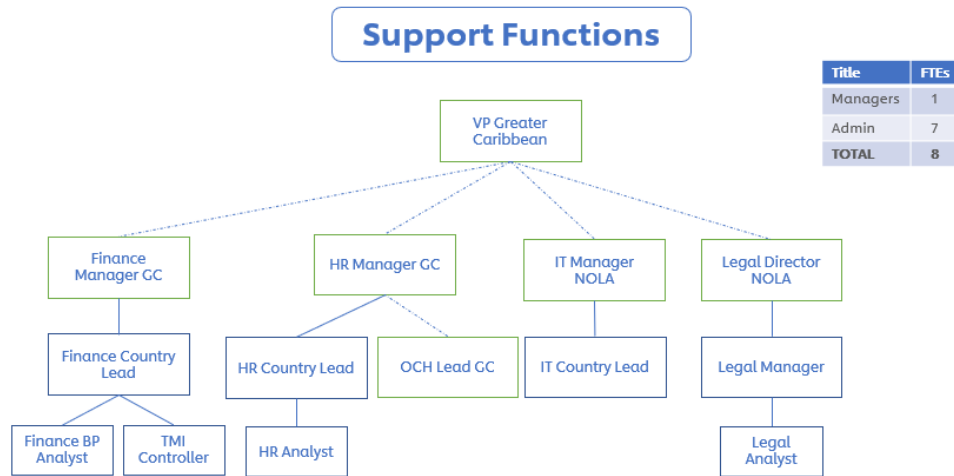 Support Functions
Title FTEs
Managers 1
Admin 7
TOTAL 8
VP Greater
Caribbean
Finance
Manager GC
HR Manager GC
IT Manager
NOLA
Legal Director
NOLA
Finance Country
Lead
HR Country Lead
OCH Lead GC
IT Country Lead
Legal Manager
Finance BP
Analyst
TMI
Controller
HR Analyst
Legal
Analyst